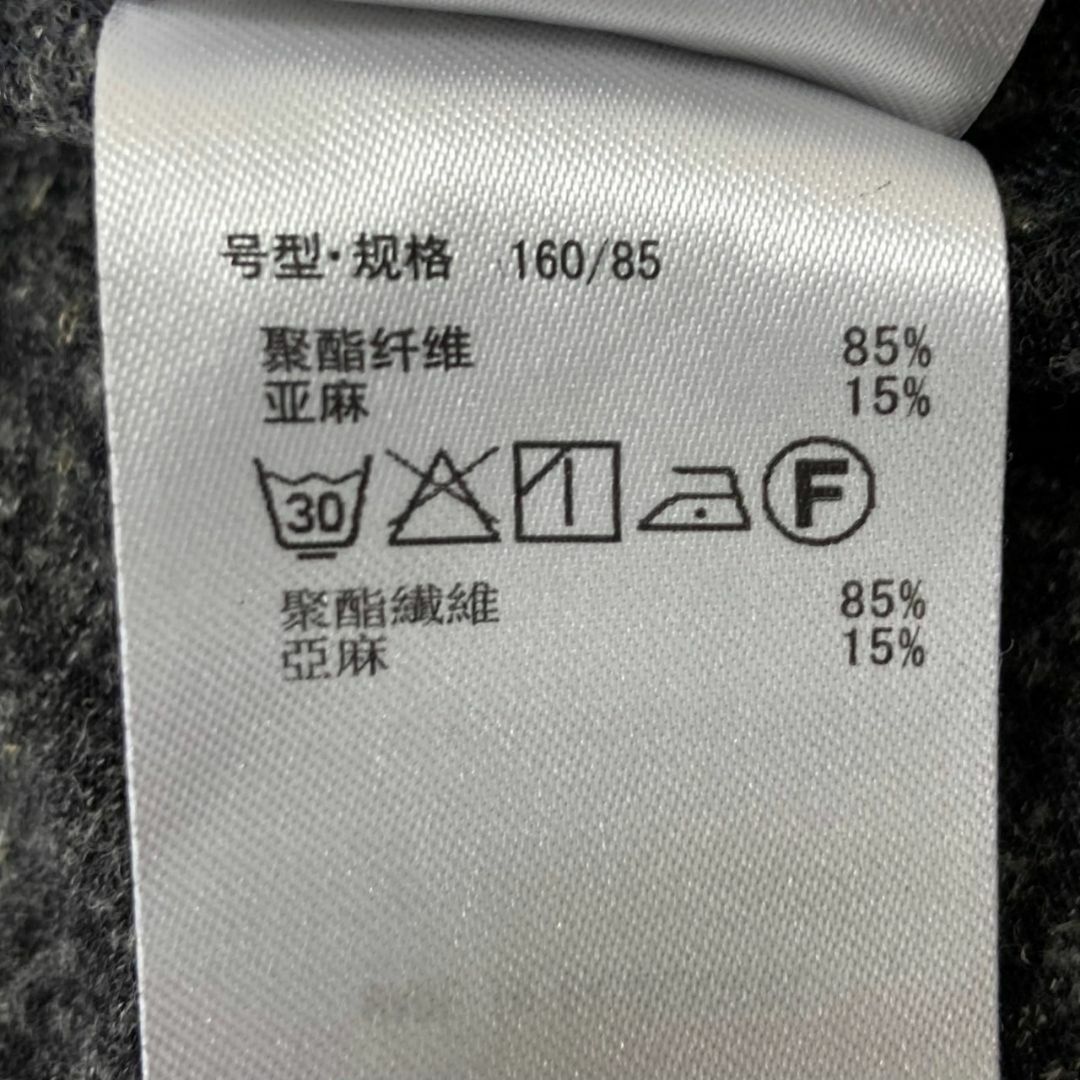 号型·规格 160/85
聚酯纤维 85%
亚麻 15%
30 F
聚酯纖維 85%
亞麻 15%